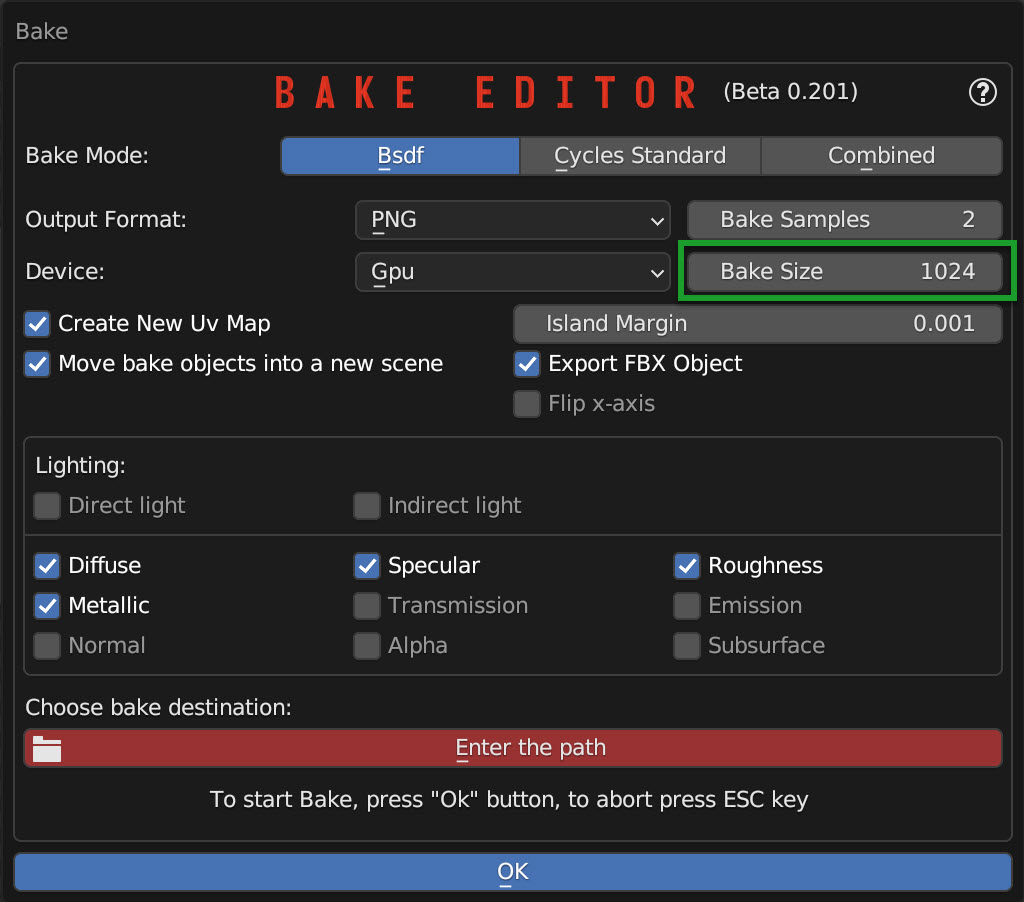 Bake
BAKE EDITOR (Beta 0.201) ?
Bake Mode: Bsdf Cycles Standard Combined
Output Format: PNG Bake Samples 2
Device: Gpu Bake Size 1024
Create New Uv Map Island Margin 0.001
Move bake objects into a new scene Export FBX Object
Flip x-axis
Lighting:
Direct light Indirect light
Diffuse Specular Roughness
Metallic Transmission Emission
Normal Alpha Subsurface
Choose bake destination:
Enter the path
To start Bake, press "Ok" button, to abort press ESC key
OK